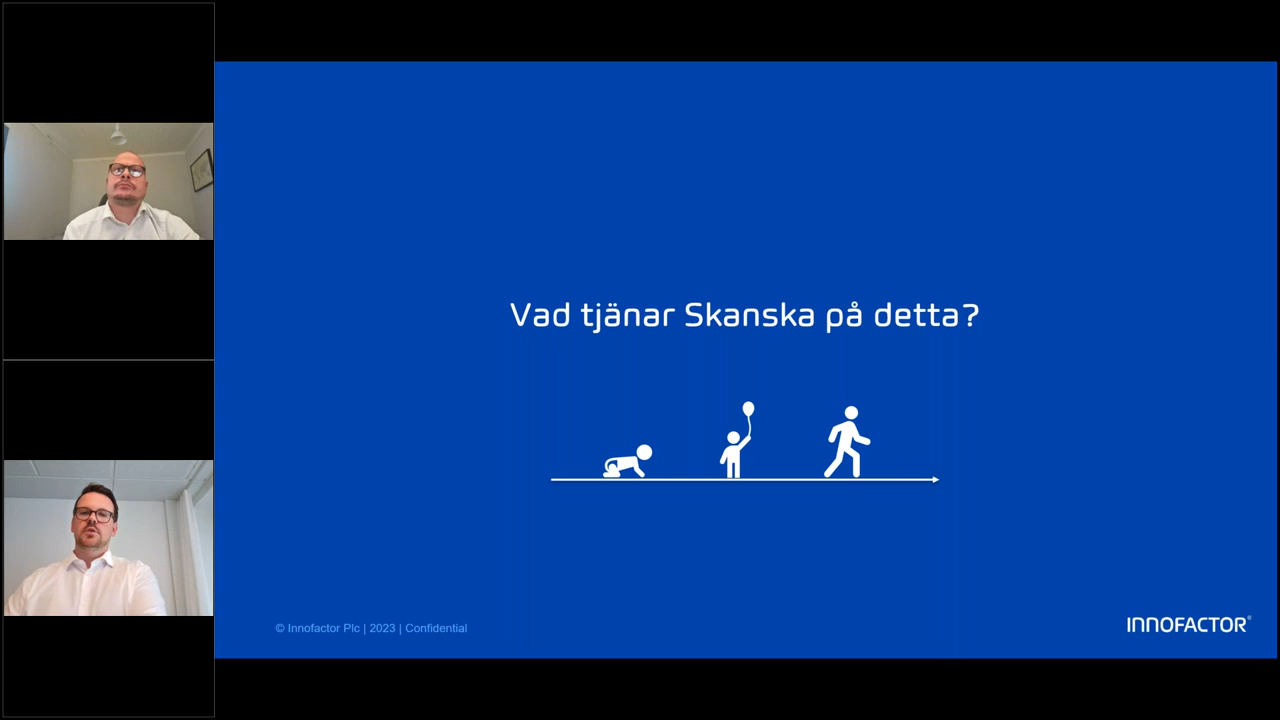 Vad tjänar Skanska på detta?
© Innofactor Plc | 2023 | Confidential
INNOFACTOR®